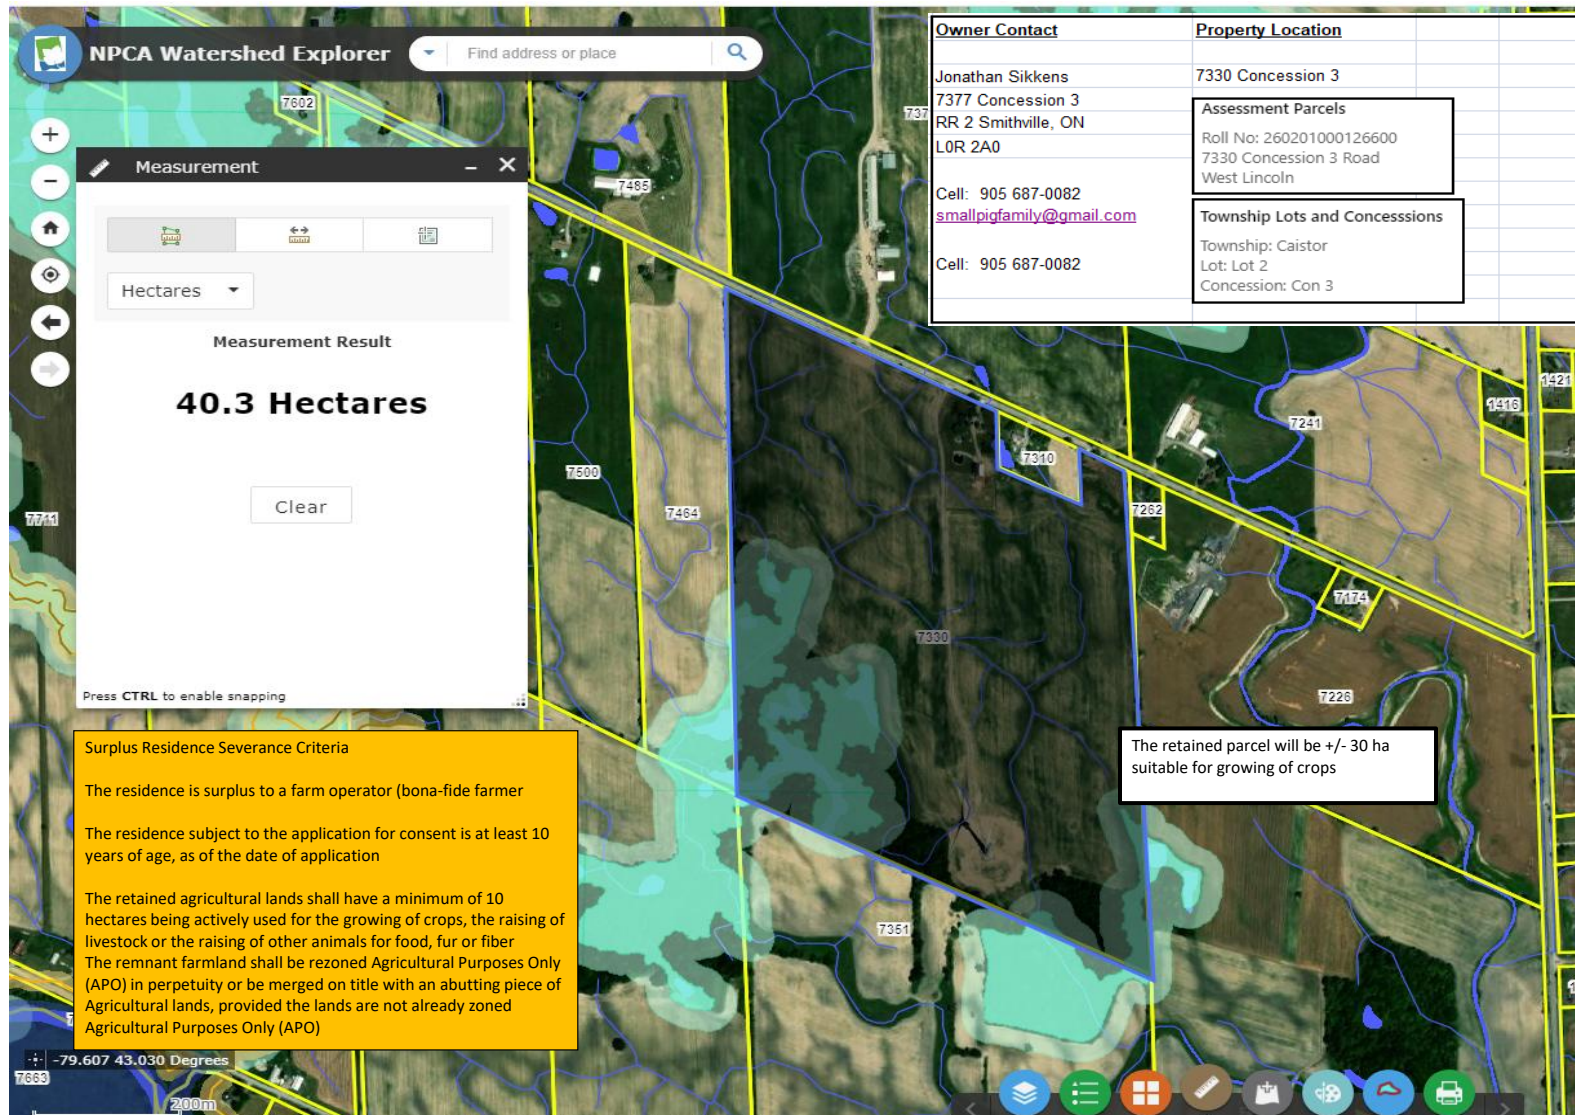 NPCA Watershed Explorer
Find address or place
Owner Contact
Property Location
Jonathan Sikkens
7330 Concession 3
7377 Concession 3
RR 2 Smithville, ON
L0R 2A0
Cell: 905 687-0082
smallpigfamily@gmail.com
Cell: 905 687-0082
Assessment Parcels
Roll No: 260201000126600
7330 Concession 3 Road
West Lincoln
Township Lots and Concesssions
Township: Caistor
Lot: Lot 2
Concession: Con 3
Measurement
Hectares
Measurement Result
40.3 Hectares
Clear
Press CTRL to enable snapping
7602
7485
7500
7464
7711
7310
7262
7241
1416
1421
7174
7226
7330
7351
7663
The retained parcel will be +/- 30 ha
suitable for growing of crops
Surplus Residence Severance Criteria
The residence is surplus to a farm operator (bona-fide farmer
The residence subject to the application for consent is at least 10
years of age, as of the date of application
The retained agricultural lands shall have a minimum of 10
hectares being actively used for the growing of crops, the raising of
livestock or the raising of other animals for food, fur or fiber
The remnant farmland shall be rezoned Agricultural Purposes Only
(APO) in perpetuity or be merged on title with an abutting piece of
Agricultural lands, provided the lands are not already zoned
Agricultural Purposes Only (APO)
-79.607 43.030 Degrees
200m